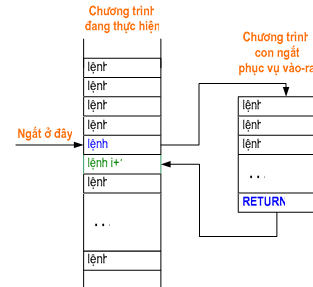 Chương trình
đang thực hiện
lệnh
lệnh
lệnh
lệnh
Ngắt ở đây
lệnh
lệnh i+1
lệnh
...
lệnh
Chương trình
con ngắt
phục vụ vào-ra
lệnh
lệnh
lệnh
...
RETURN